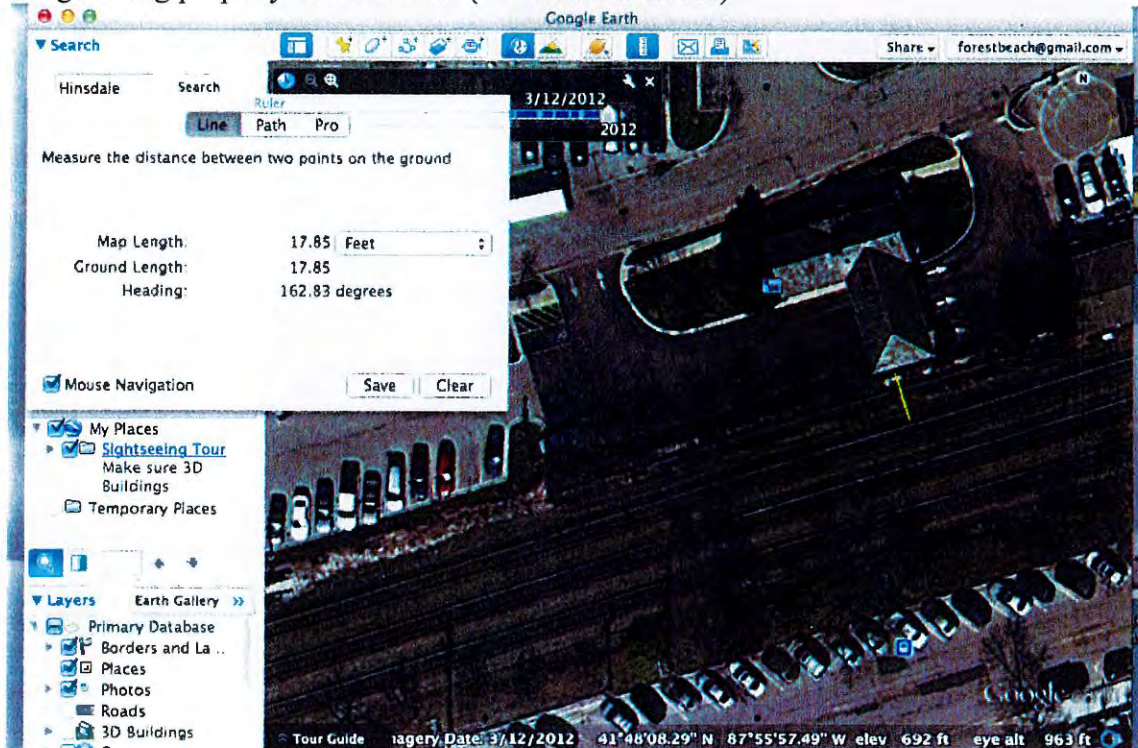 Google Earth
Search
Share
forestbeach@gmail.com
Hinsdale
Search
Ruler
Line
Path
Pro
3/12/2012
2012
N
Measure the distance between two points on the ground
Map Length: 17.85 Feet
Ground Length: 17.85
Heading: 162.83 degrees
Mouse Navigation
Save
Clear
My Places
Sightseeing Tour
Make sure 3D
Buildings
Temporary Places
Layers
Earth Gallery »
Primary Database
Borders and La ..
Places
Photos
Roads
3D Buildings
Google
Tour Guide
agery Date: 3/12/2012 41°48'08.29" N 87°55'57.49" W elev 692 ft eye alt 963 ft